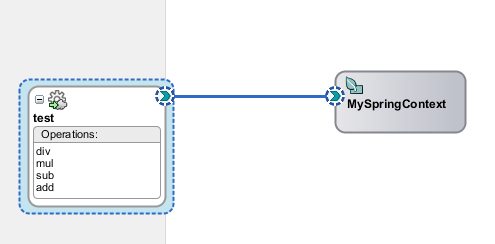 test
Operations:
div
mul
sub
add
MySpringContext